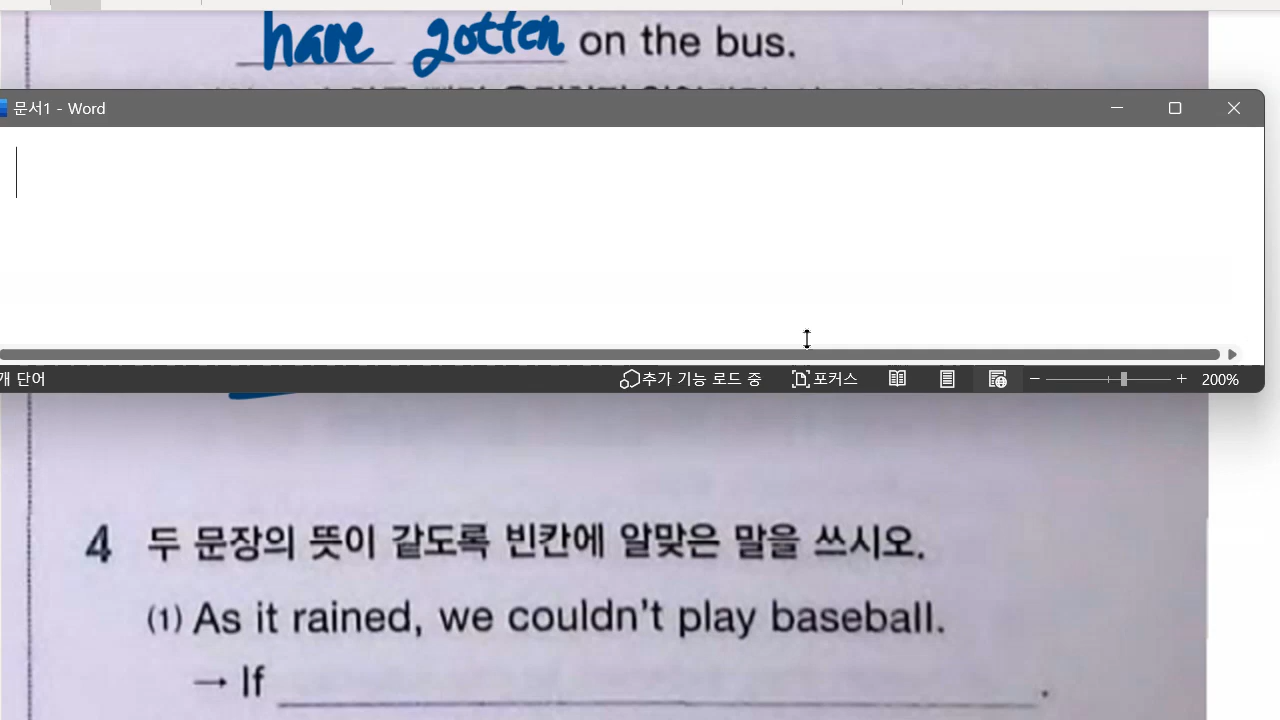 have gotten on the bus.
문서1 - Word
개 단어
추가 기능 로드 중
포커스
200%
4 두 문장의 뜻이 같도록 빈칸에 알맞은 말을 쓰시오.
(1) As it rained, we couldn't play baseball.
→ If .